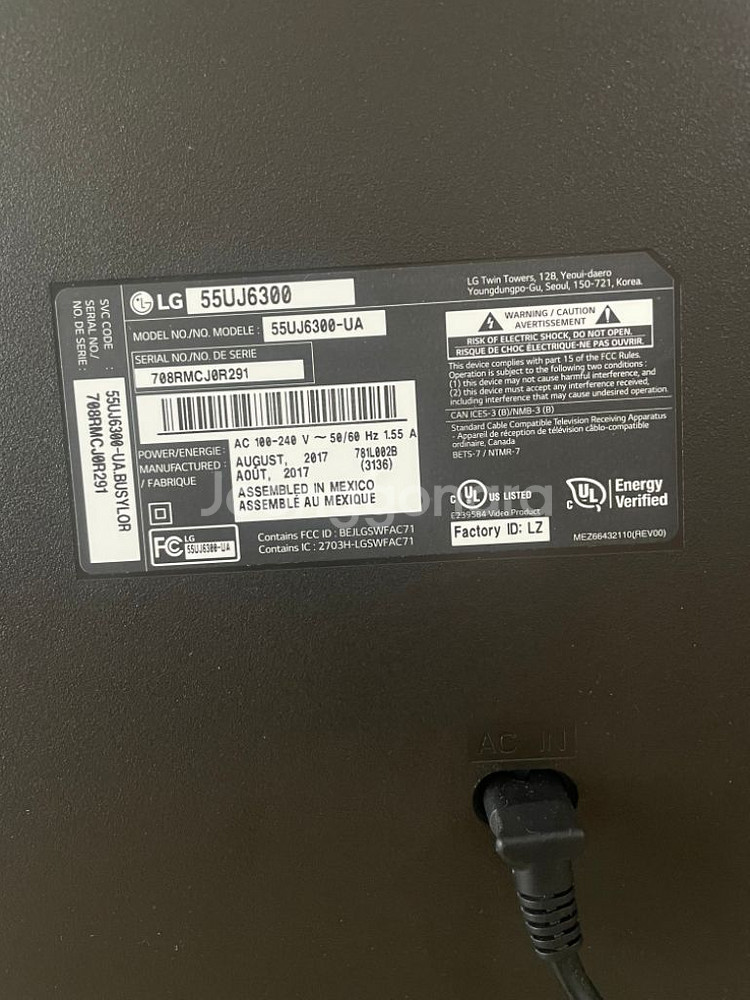 LG 55UJ6300
LG Twin Towers, 128, Yeoui-daero
Youngdungpo-Gu, Seoul, 150-721, Korea.
SVC CODE :
SERIAL NO./
NO. DE SÉRIE :
55UJ6300-UA.BUSYLOR
708RMCJ0R291
MODEL NO./NO. MODELE :
55UJ6300-UA
SERIAL NO./NO. DE SÉRIE
708RMCJ0R291
POWER/ENERGIE :
AC 100-240 V ~ 50/60 Hz 1.55 A
MANUFACTURED :
/ FABRIQUE
AUGUST, 2017 781L002B
AOÛT, 2017 (3136)
ASSEMBLED IN MEXICO
ASSEMBLÉ AU MEXIQUE
FC LG
55UJ6300-UA
Contains FCC ID : BEJLGSWFAC71
Contains IC : 2703H-LGSWFAC71
WARNING / CAUTION
AVERTISSEMENT
RISK OF ELECTRIC SHOCK, DO NOT OPEN.
RISQUE DE CHOC ÉLECTRIQUE-NE PAS OUVRIR.
This device complies with part 15 of the FCC Rules.
Operation is subject to the following two conditions :
(1) this device may not cause harmful interference, and
(2) this device must accept any interference received,
including interference that may cause undesired operation.
CAN ICES-3 (B)/NMB-3 (B)
Standard Cable Compatible Television Receiving Apparatus
- Appareil de réception de télévision câblo-compatible
ordinaire, Canada
BETS-7 / NTMR-7
c UL US LISTED
E239584 Video Product
c UL Energy
Verified
Factory ID: LZ
MEZ66432110(REV00)
Joonggonara
AC IN